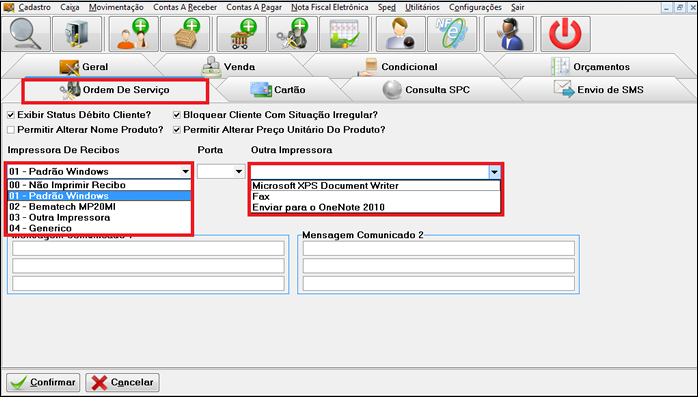 Cadastro Caixa Movimentação Contas A Receber Contas A Pagar Nota Fiscal Eletrônica Sped Utilitários Configurações Sair
Geral Venda Condicional Orçamentos
Ordem De Serviço Cartão Consulta SPC Envio de SMS
Exibir Status Débito Cliente? Bloquear Cliente Com Situação Irregular?
Permitir Alterar Nome Produto? Permitir Alterar Preço Unitário Do Produto?
Impressora De Recibos Porta Outra Impressora
01 - Padrão Windows
00 - Não Imprimir Recibo
01 - Padrão Windows
02 - Bematech MP20MI
03 - Outra Impressora
04 - Generico
Microsoft XPS Document Writer
Fax
Enviar para o OneNote 2010
Mensagem Comunicado 1 Mensagem Comunicado 2
Confirmar Cancelar